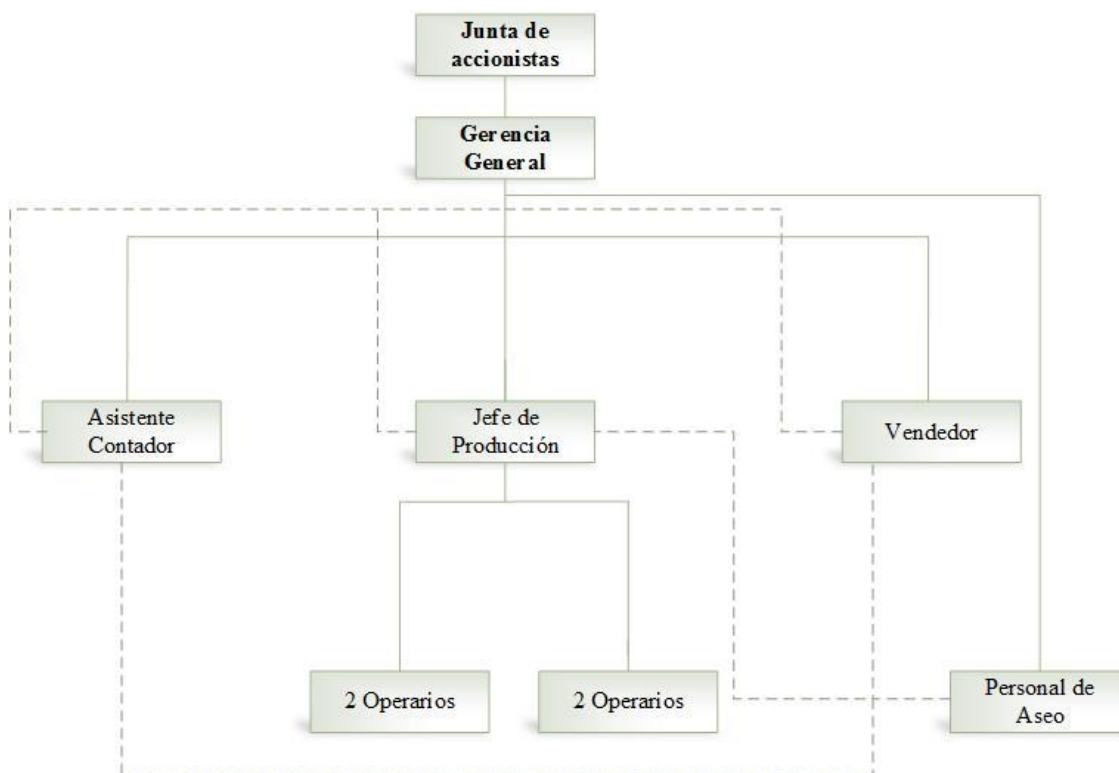 Junta de
accionistas
Gerencia
General
Asistente
Contador
Jefe de
Producción
Vendedor
2 Operarios
2 Operarios
Personal de
Aseo